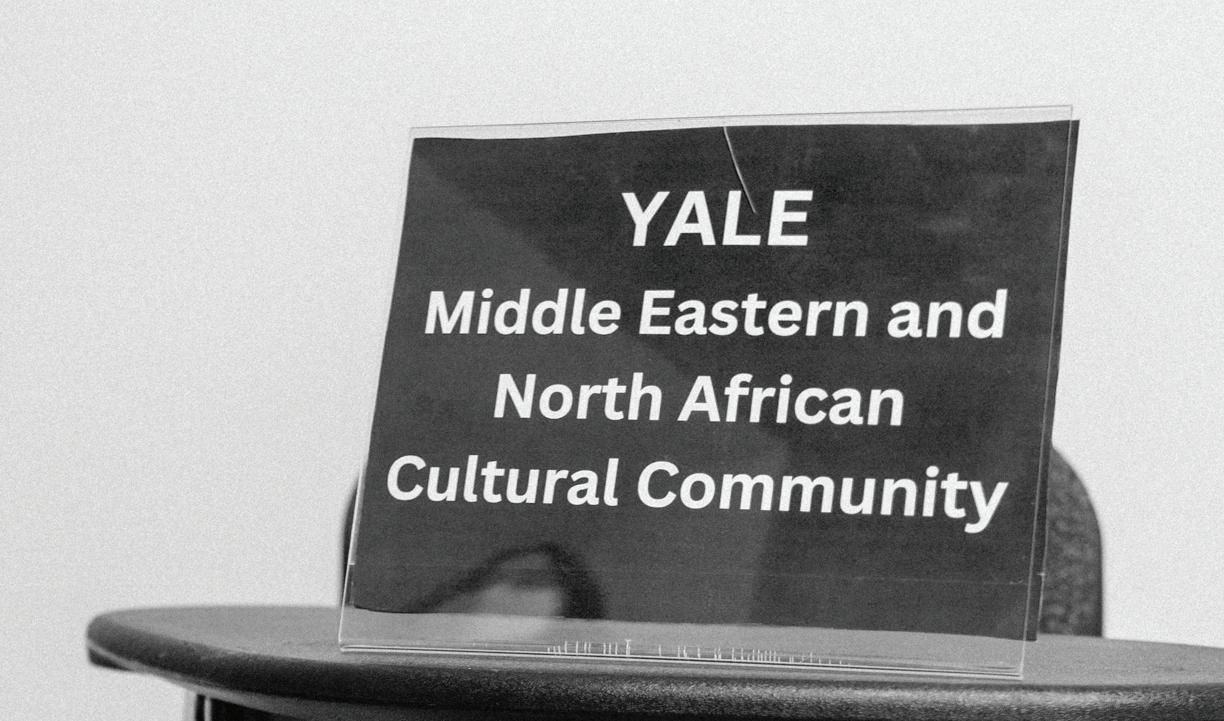 YALE
Middle Eastern and
North African
Cultural Community